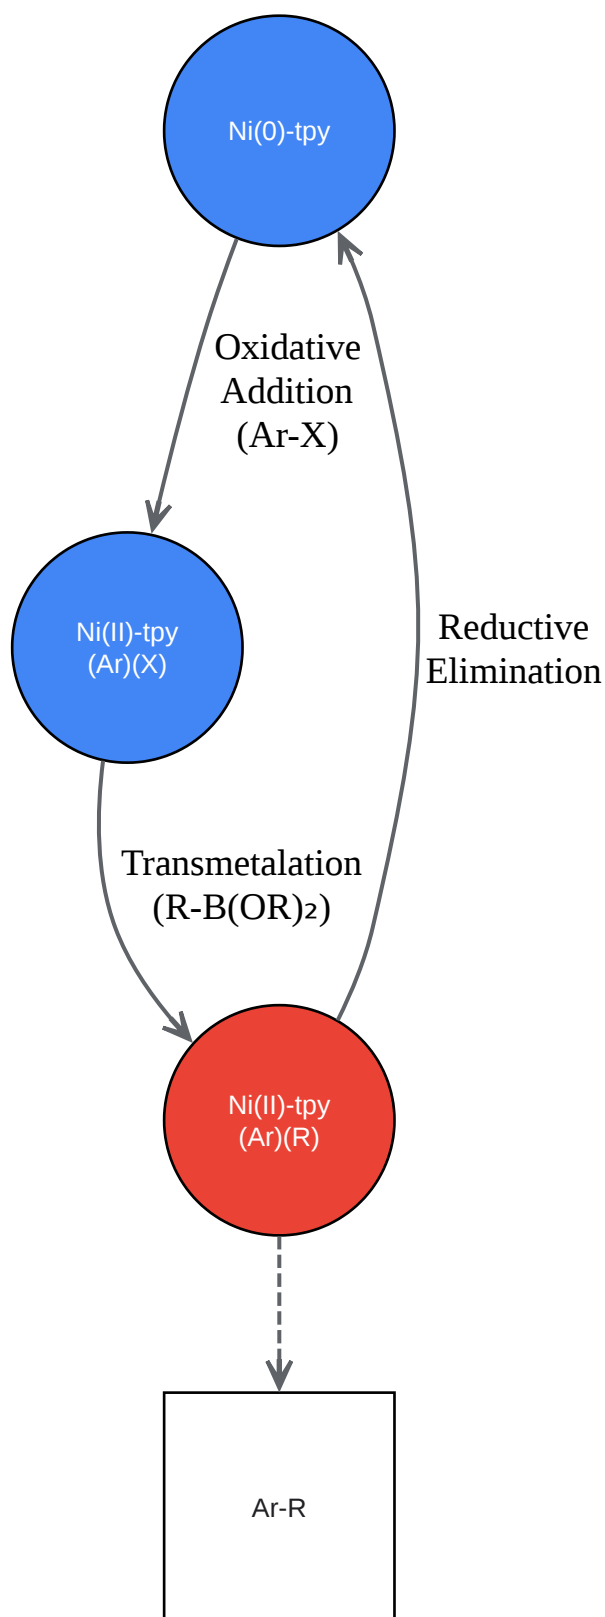 Ni(0)-tpy
Oxidative
Addition
(Ar-X)
Ni(II)-tpy
(Ar)(X)
Reductive
Elimination
Transmetalation
(R-B(OR)₂)
Ni(II)-tpy
(Ar)(R)
Ar-R